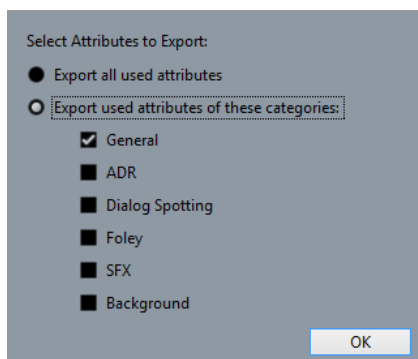 Select Attributes to Export:
Export all used attributes
Export used attributes of these categories:
General
ADR
Dialog Spotting
Foley
SFX
Background
OK